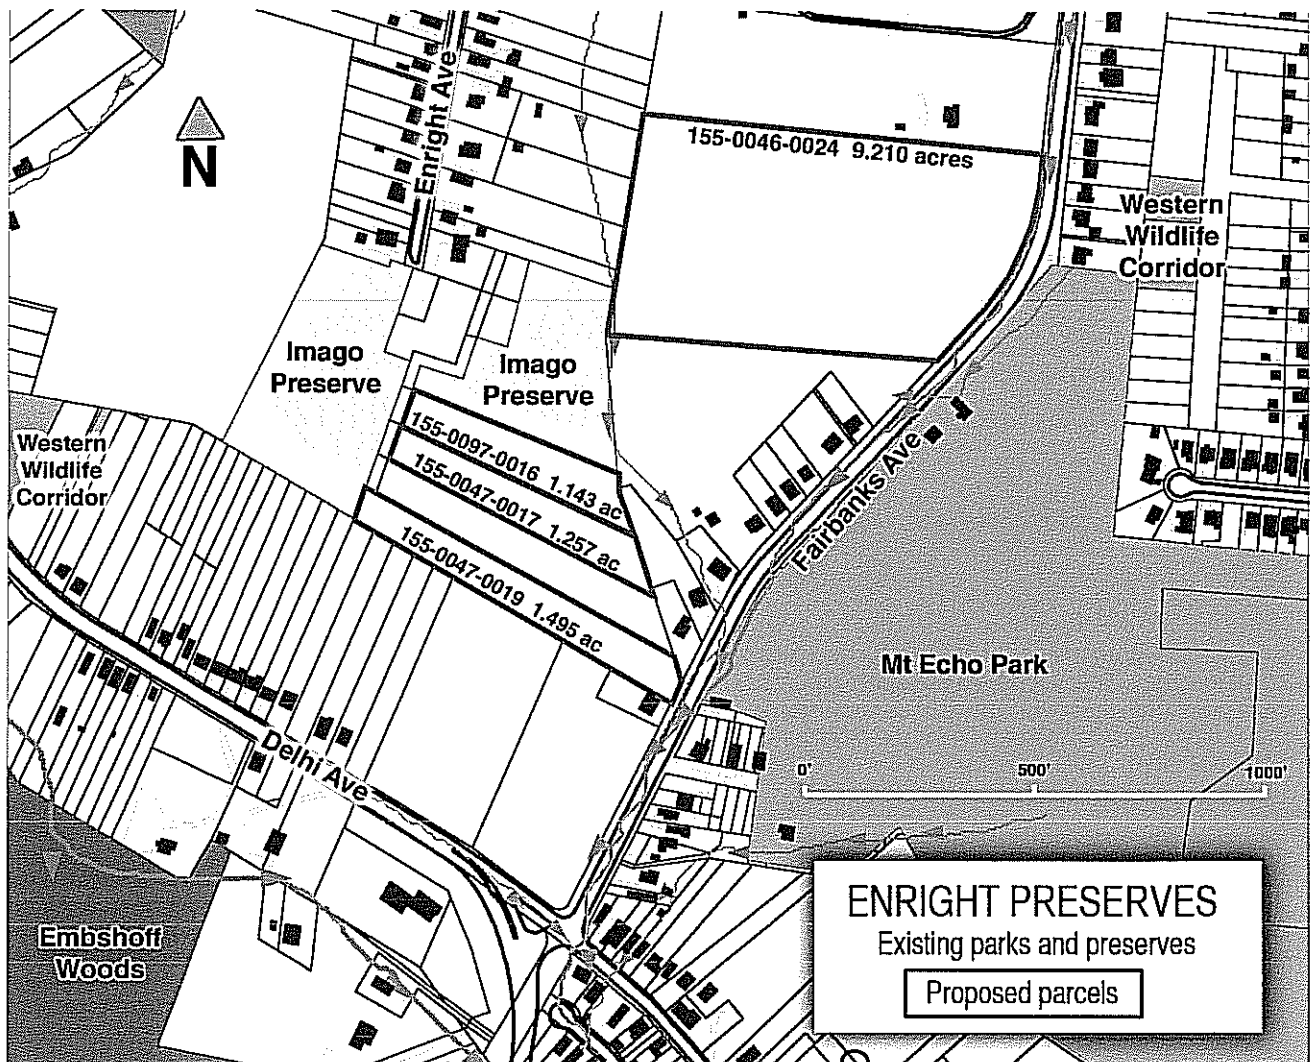 Enright Ave
N
155-0046-0024 9.210 acres
Western
Wildlife
Corridor
Imago
Preserve
Imago
Preserve
155-0097-0016 1.143 ac
155-0047-0017 1.257 ac
155-0047-0019 1.495 ac
Western
Wildlife
Corridor
Fairbanks Ave
Mt Echo Park
Delhi Ave
0' 500' 1000'
Embshoff
Woods
ENRIGHT PRESERVES
Existing parks and preserves
Proposed parcels